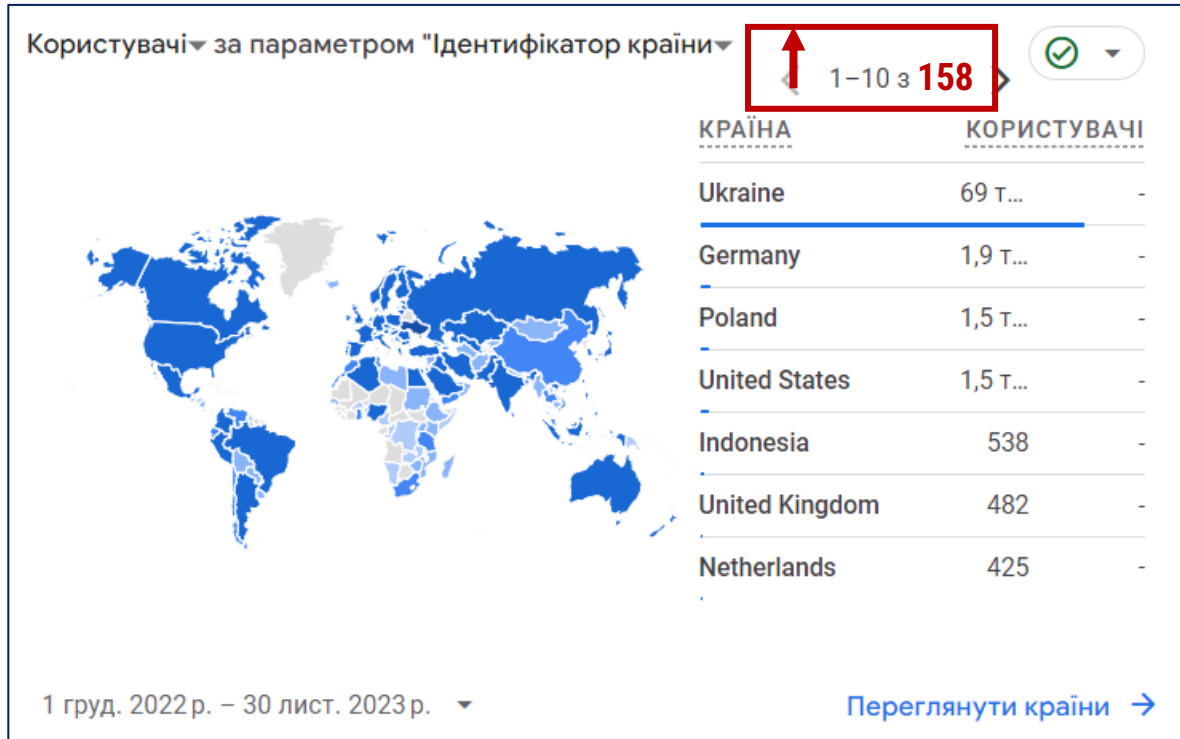 Користувачі за параметром "Ідентифікатор країни
1–10 з 158
КРАЇНА КОРИСТУВАЧІ
Ukraine 69 т... -
Germany 1,9 т... -
Poland 1,5 т... -
United States 1,5 т... -
Indonesia 538 -
United Kingdom 482 -
Netherlands 425 -
1 груд. 2022 р. – 30 лист. 2023 р.
Переглянути країни